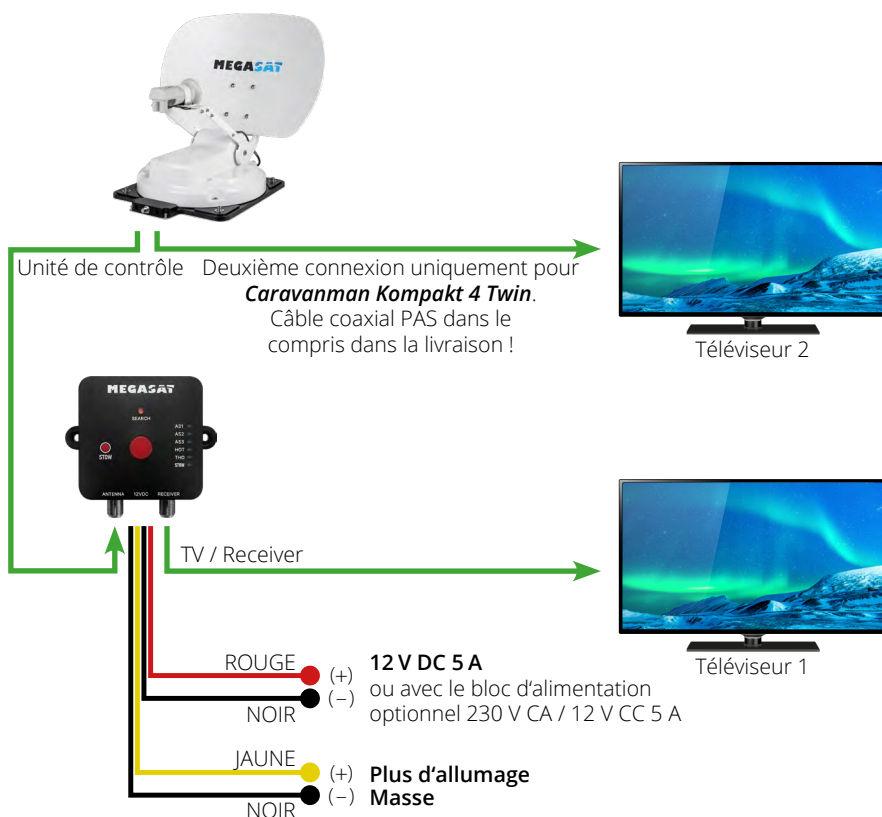 MEGASAT
Unité de contrôle
Deuxième connexion uniquement pour
Caravanman Kompakt 4 Twin.
Câble coaxial PAS dans le
compris dans la livraison !
Téléviseur 2
MEGASAT
SEARCH
STOW
AS1
AS2
AS3
HOT
THO
STOW
ANTENNA 12VDC RECEIVER
TV / Receiver
Téléviseur 1
ROUGE (+) 12 V DC 5 A
ou avec le bloc d‘alimentation
NOIR (−) optionnel 230 V CA / 12 V CC 5 A
JAUNE (+) Plus d‘allumage
NOIR (−) Masse